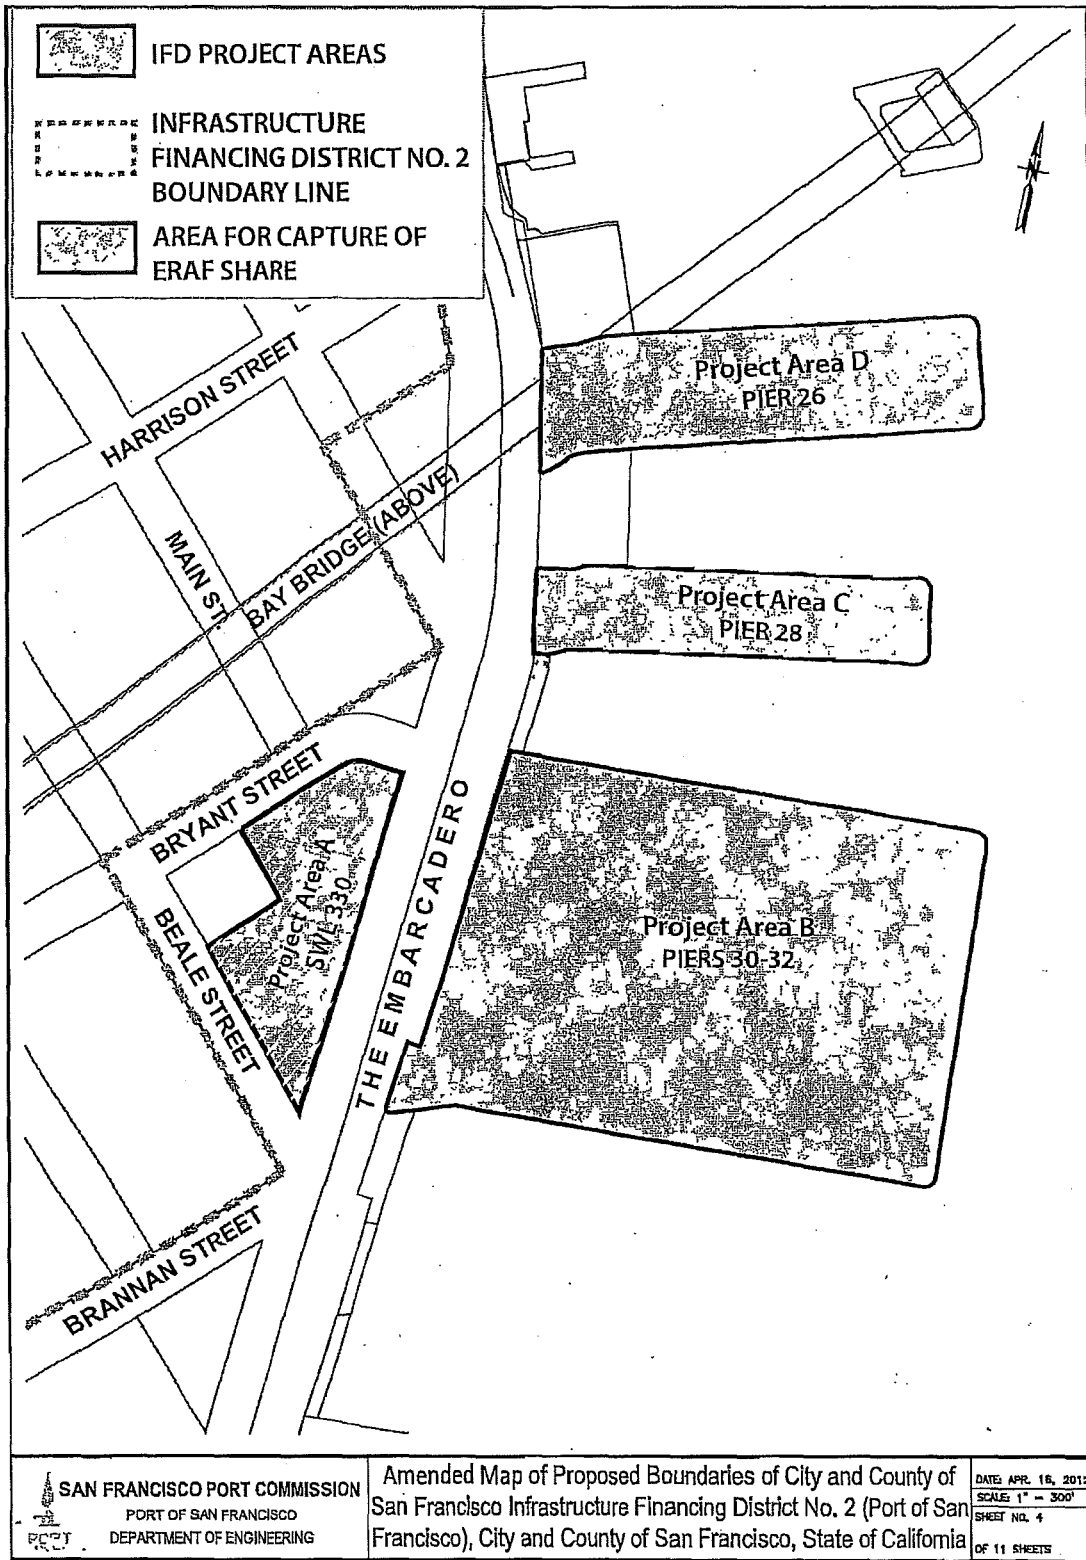 IFD PROJECT AREAS
INFRASTRUCTURE
FINANCING DISTRICT NO. 2
BOUNDARY LINE
AREA FOR CAPTURE OF
ERAF SHARE
N
HARRISON STREET
MAIN ST.
BAY BRIDGE (ABOVE)
Project Area D
PIER 26
Project Area C
PIER 28
BRYANT STREET
Project Area A
SWL 330
BEALE STREET
THE EMBARCADERO
Project Area B
PIERS 30-32
BRANNAN STREET
SAN FRANCISCO PORT COMMISSION
PORT OF SAN FRANCISCO
DEPARTMENT OF ENGINEERING
PORT
Amended Map of Proposed Boundaries of City and County of
San Francisco Infrastructure Financing District No. 2 (Port of San
Francisco), City and County of San Francisco, State of California
DATE: APR. 16,
SCALE: 1" = 300'
SHEET NO. 4
OF 11 SHEETS